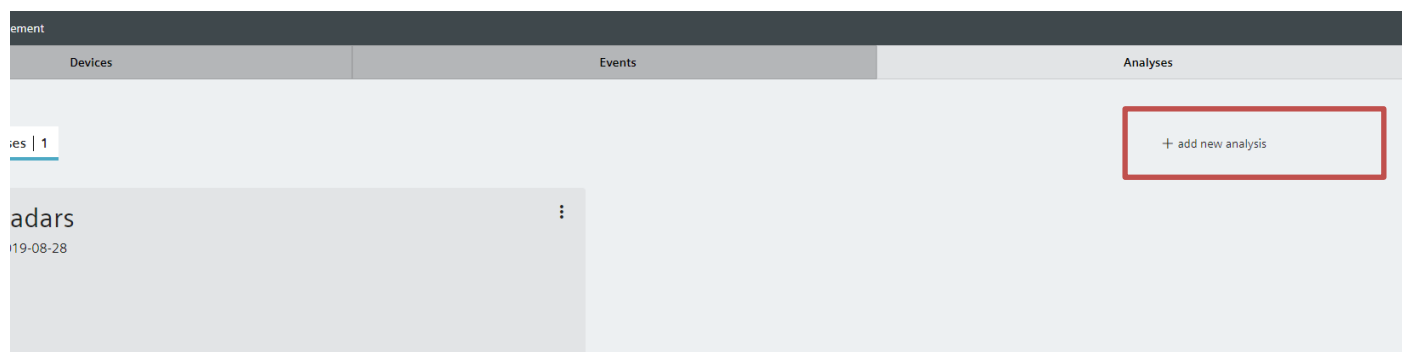 ement
Devices
Events
Analyses
ses | 1
+ add new analysis
adars
019-08-28